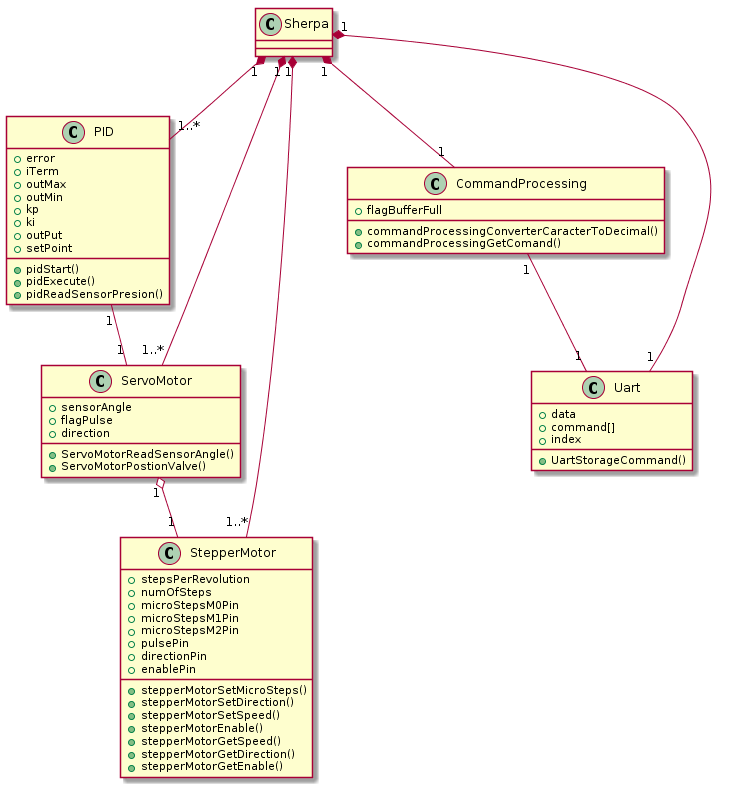 C Sherpa
1
1
1
1
1
1..*
1
C PID
error
iTerm
outMax
outMin
kp
ki
outPut
setPoint
pidStart()
pidExecute()
pidReadSensorPresion()
C CommandProcessing
flagBufferFull
commandProcessingConverterCaracterToDecimal()
commandProcessingGetComand()
1
1
1
1..*
1
1
C ServoMotor
sensorAngle
flagPulse
direction
ServoMotorReadSensorAngle()
ServoMotorPostionValve()
C Uart
data
command[]
index
UartStorageCommand()
1
1
1..*
C StepperMotor
stepsPerRevolution
numOfSteps
microStepsM0Pin
microStepsM1Pin
microStepsM2Pin
pulsePin
directionPin
enablePin
stepperMotorSetMicroSteps()
stepperMotorSetDirection()
stepperMotorSetSpeed()
stepperMotorEnable()
stepperMotorGetSpeed()
stepperMotorGetDirection()
stepperMotorGetEnable()